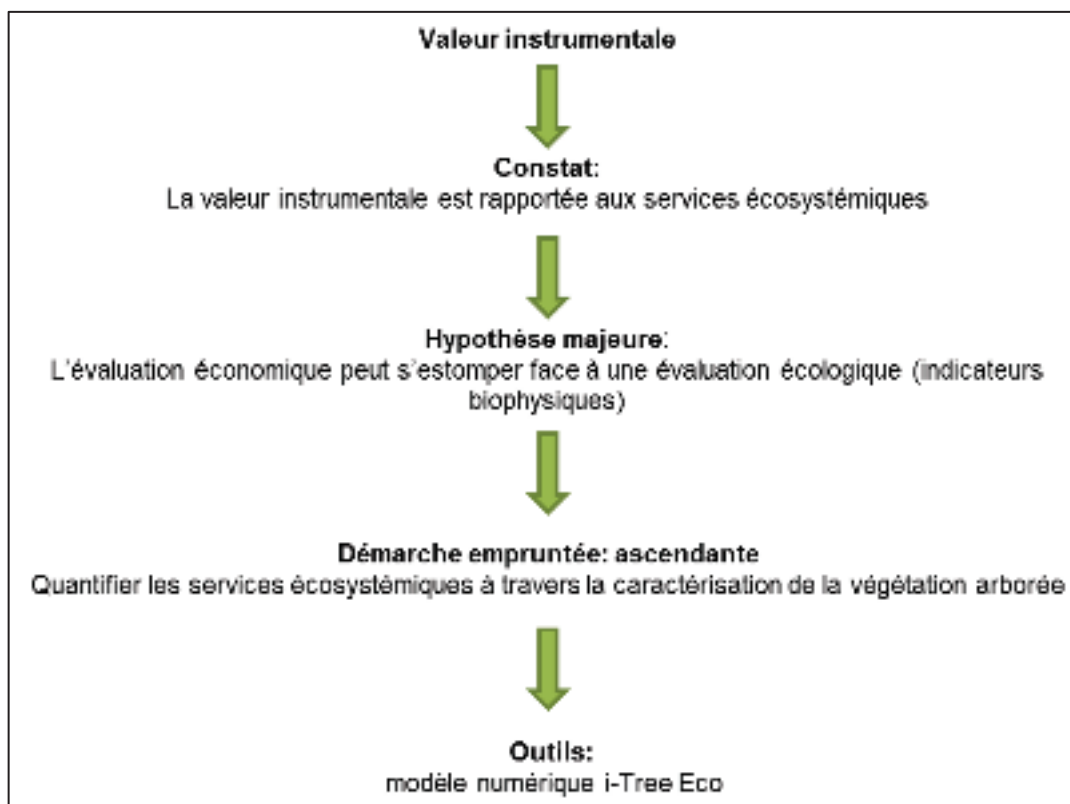 Valeur instrumentale
Constat:
La valeur instrumentale est rapportée aux services écosystémiques
Hypothèse majeure:
L'évaluation économique peut s'estomper face à une évaluation écologique (indicateurs
biophysiques)
Démarche empruntée: ascendante
Quantifier les services écosystémiques à travers la caractérisation de la végétation arborée
Outils:
modèle numérique i-Tree Eco